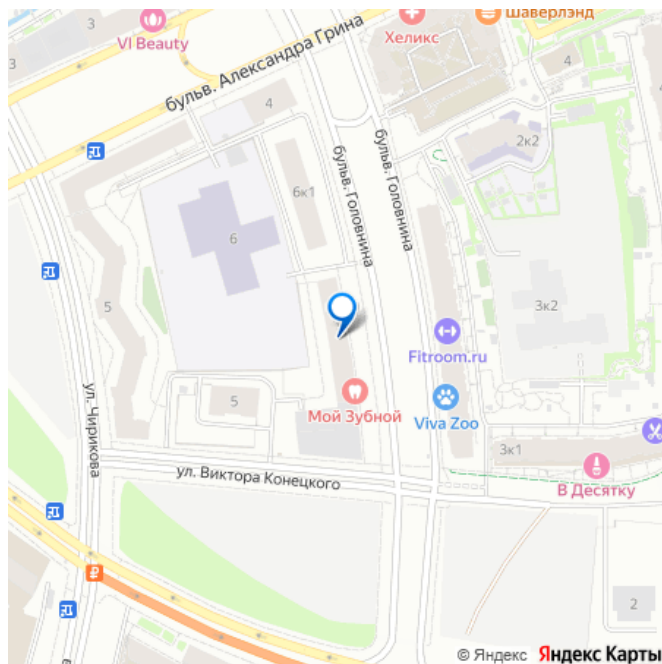 VI Beauty
3
3
бульв. Александра Грина
Хеликс
Шаверлэнд
4
4
2к2
бульв. Головнина
бульв. Головнина
6к1
6
5
3к2
Fitroom.ru
Viva Zoo
Мой Зубной
5
3к1
В Десятку
ул. Чирикова
ул. Виктора Конецкого
₽
2
© Яндекс Яндекс Карты